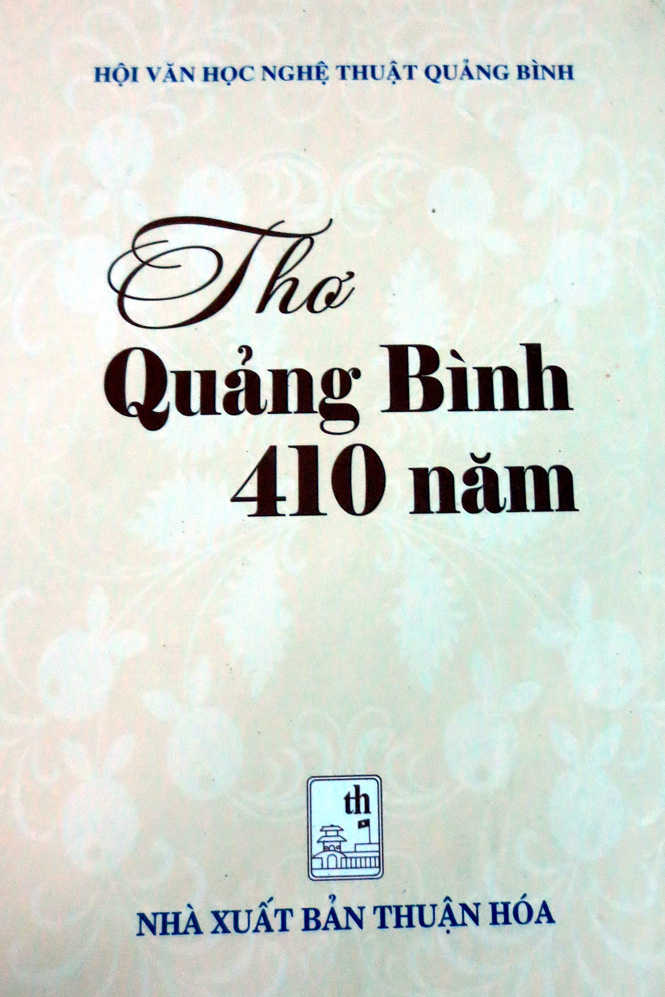 HỘI VĂN HỌC NGHỆ THUẬT QUẢNG BÌNH
Thơ
Quảng Bình
410 năm
th
NHÀ XUẤT BẢN THUẬN HÓA